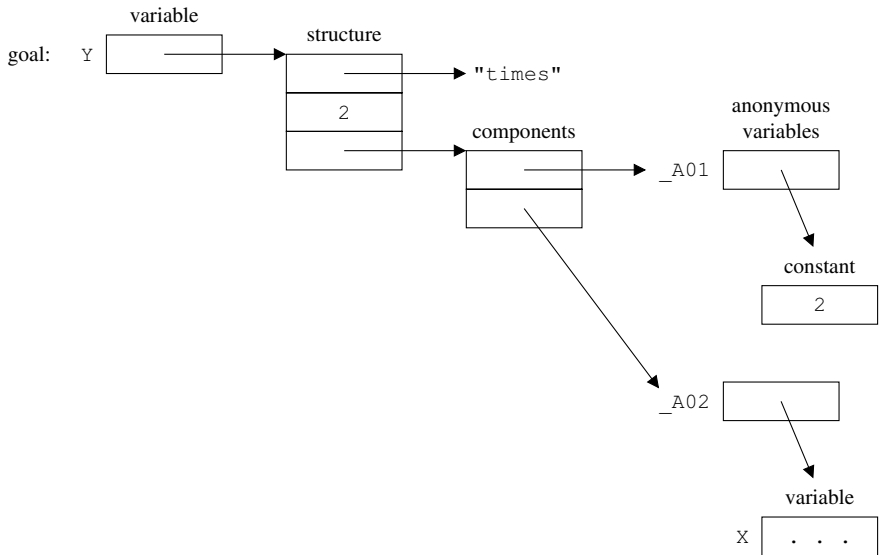 variable
goal: Y
structure
"times"
2
components
anonymous
variables
_A01
constant
2
_A02
variable
X . . .